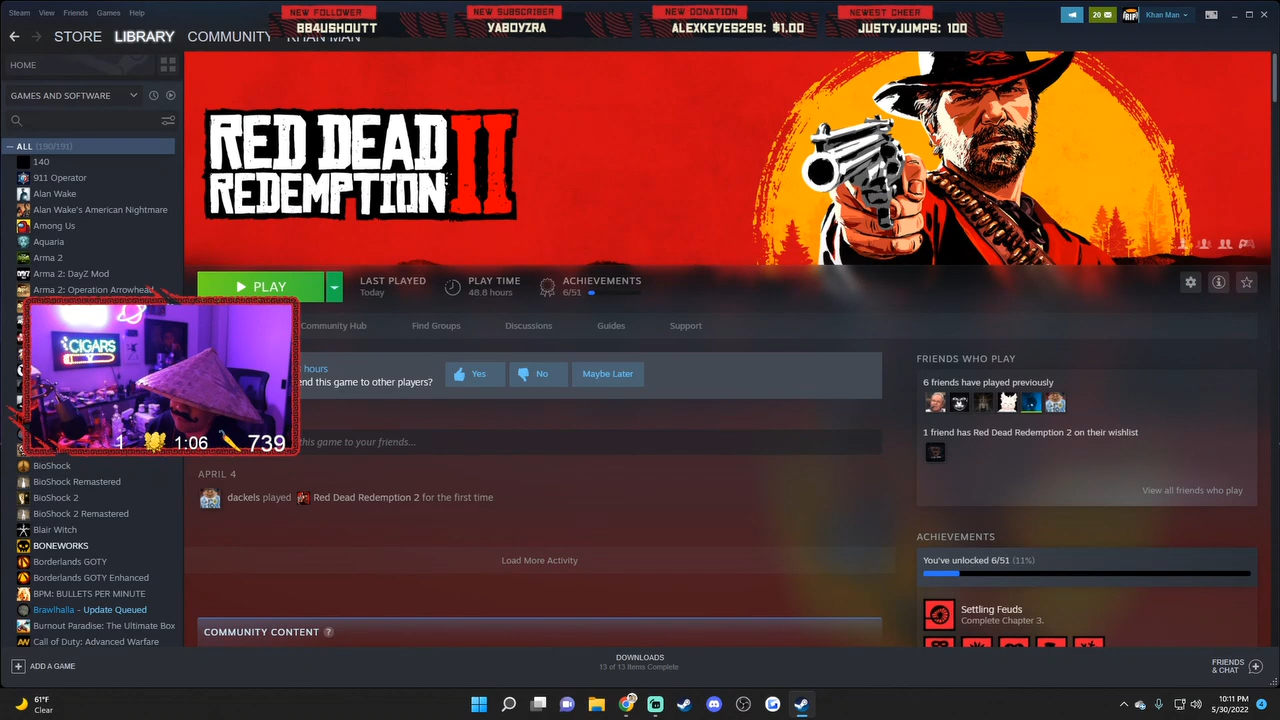 Steam View Friends Games Help
NEW FOLLOWER
BB4USHOUTT
NEW SUBSCRIBER
YABOYZRA
NEW DONATION
ALEXKEYES299: $1.00
NEWEST CHEER
JUSTYJUMPS: 100
20
Khan Man
STORE LIBRARY COMMUNITY KHAN MAN
HOME
GAMES AND SOFTWARE
ALL (190/191)
140
911 Operator
Alan Wake
Alan Wake's American Nightmare
Among Us
Aquaria
Arma 2
Arma 2: DayZ Mod
Arma 2: Operation Arrowhead
CIGARS
1 1:06 739
BioShock
BioShock Remastered
BioShock 2
BioShock 2 Remastered
Blair Witch
BONEWORKS
Borderlands GOTY
Borderlands GOTY Enhanced
BPM: BULLETS PER MINUTE
Brawlhalla - Update Queued
Burnout Paradise: The Ultimate Box
Call of Duty: Advanced Warfare
RED DEAD
REDEMPTION II
PLAY
LAST PLAYED
Today
PLAY TIME
48.8 hours
ACHIEVEMENTS
6/51
Community Hub Find Groups Discussions Guides Support
hours
end this game to other players?
Yes No Maybe Later
this game to your friends...
APRIL 4
dackels played Red Dead Redemption 2 for the first time
Load More Activity
COMMUNITY CONTENT ?
FRIENDS WHO PLAY
6 friends have played previously
1 friend has Red Dead Redemption 2 on their wishlist
View all friends who play
ACHIEVEMENTS
You've unlocked 6/51 (11%)
Settling Feuds
Complete Chapter 3.
ADD A GAME
DOWNLOADS
13 of 13 Items Complete
FRIENDS
& CHAT
61°F
Clear
10:11 PM
5/30/2022
4